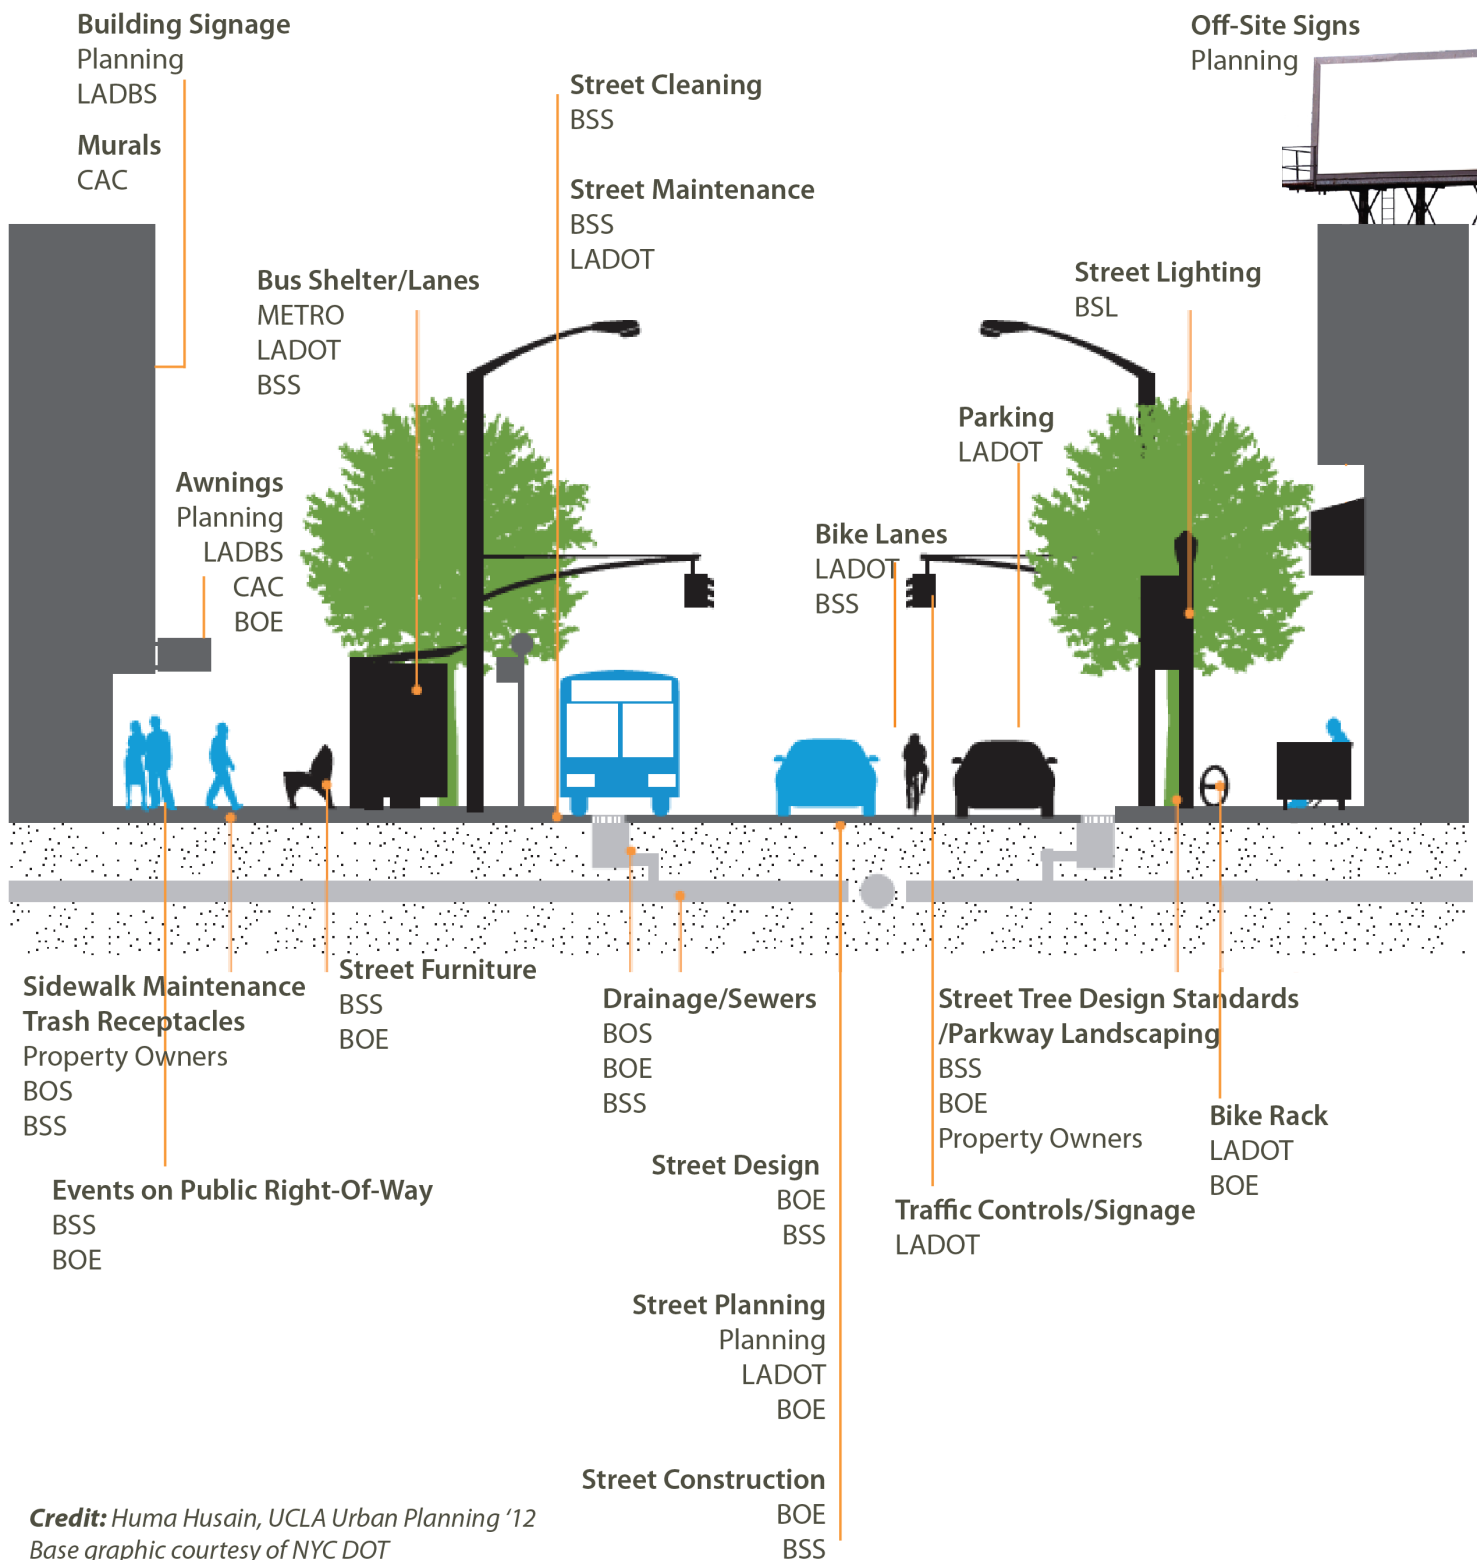 Building Signage
Planning
LADBS
Murals
CAC
Off-Site Signs
Planning
Street Cleaning
BSS
Street Maintenance
BSS
LADOT
Bus Shelter/Lanes
METRO
LADOT
BSS
Street Lighting
BSL
Parking
LADOT
Awnings
Planning
LADBS
CAC
BOE
Bike Lanes
LADOT
BSS
Sidewalk Maintenance
Trash Receptacles
Property Owners
BOS
BSS
Street Furniture
BSS
BOE
Drainage/Sewers
BOS
BOE
BSS
Street Tree Design Standards
/Parkway Landscaping
BSS
BOE
Property Owners
Bike Rack
LADOT
BOE
Events on Public Right-Of-Way
BSS
BOE
Street Design
BOE
BSS
Traffic Controls/Signage
LADOT
Street Planning
Planning
LADOT
BOE
Street Construction
BOE
BSS
Credit: Huma Husain, UCLA Urban Planning ‘12
Base graphic courtesy of NYC DOT